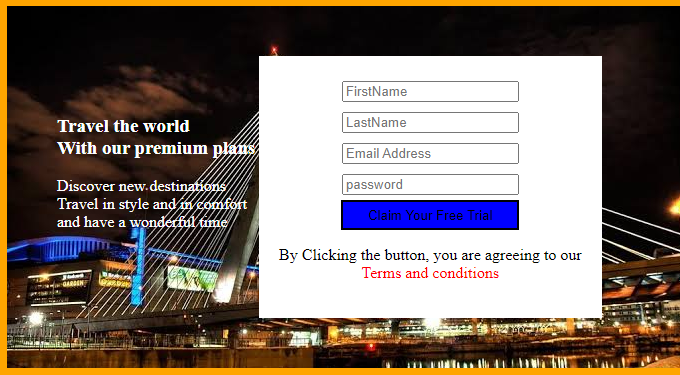 Travel the world
With our premium plans
Discover new destinations
Travel in style and in comfort
and have a wonderful time
FirstName
LastName
Email Address
password
Claim Your Free Trial
By Clicking the button, you are agreeing to our
Terms and conditions
GARDEN